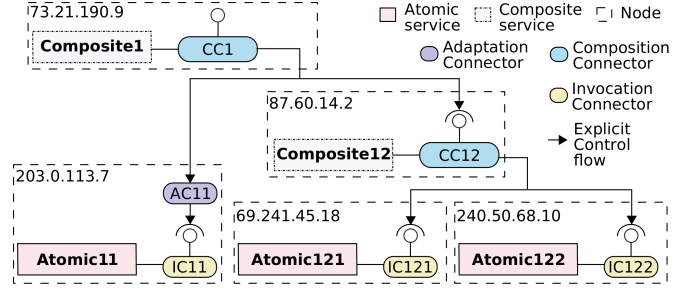 73.21.190.9
Composite1
CC1
Atomic
service
Composite
service
Node
Adaptation
Connector
Composition
Connector
Invocation
Connector
Explicit
Control
flow
87.60.14.2
Composite12
CC12
203.0.113.7
AC11
Atomic11
IC11
69.241.45.18
Atomic121
IC121
240.50.68.10
Atomic122
IC122